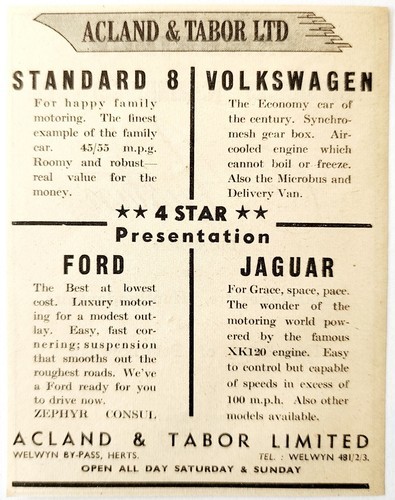 ACLAND & TABOR LTD
STANDARD 8
For happy family
motoring. The finest
example of the family
car. 45/55 m.p.g.
Roomy and robust—
real value for the
money.
VOLKSWAGEN
The Economy car of
the century. Synchro-
mesh gear box. Air-
cooled engine which
cannot boil or freeze.
Also the Microbus and
Delivery Van.
★★ 4 STAR ★★
Presentation
FORD
The Best at lowest
cost. Luxury motor-
ing for a modest out-
lay. Easy, fast cor-
nering; suspension
that smooths out the
roughest roads. We've
a Ford ready for you
to drive now.
ZEPHYR CONSUL
JAGUAR
For Grace, space, pace.
The wonder of the
motoring world pow-
ered by the famous
XK120 engine. Easy
to control but capable
of speeds in excess of
100 m.p.h. Also other
models available.
ACLAND & TABOR LIMITED
WELWYN BY-PASS, HERTS. TEL. : WELWYN 481/2/3.
OPEN ALL DAY SATURDAY & SUNDAY